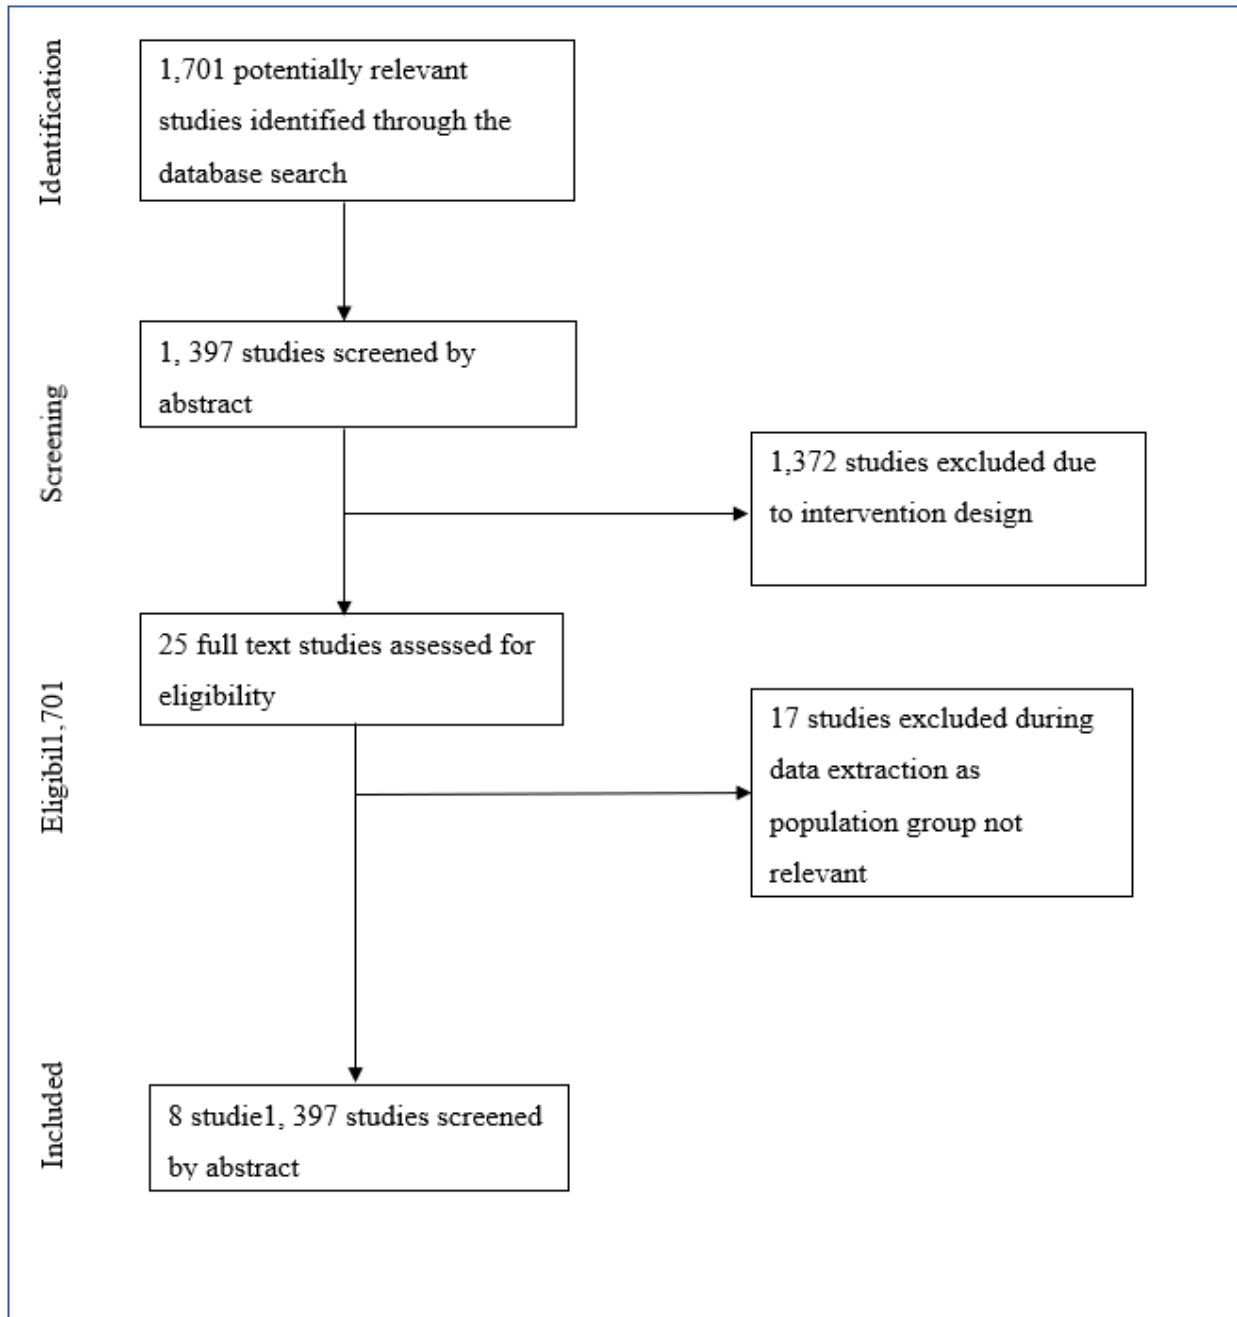 Identification
1,701 potentially relevant
studies identified through the
database search
Screening
1, 397 studies screened by
abstract
1,372 studies excluded due
to intervention design
Eligibill1,701
25 full text studies assessed for
eligibility
17 studies excluded during
data extraction as
population group not
relevant
Included
8 studie1, 397 studies screened
by abstract